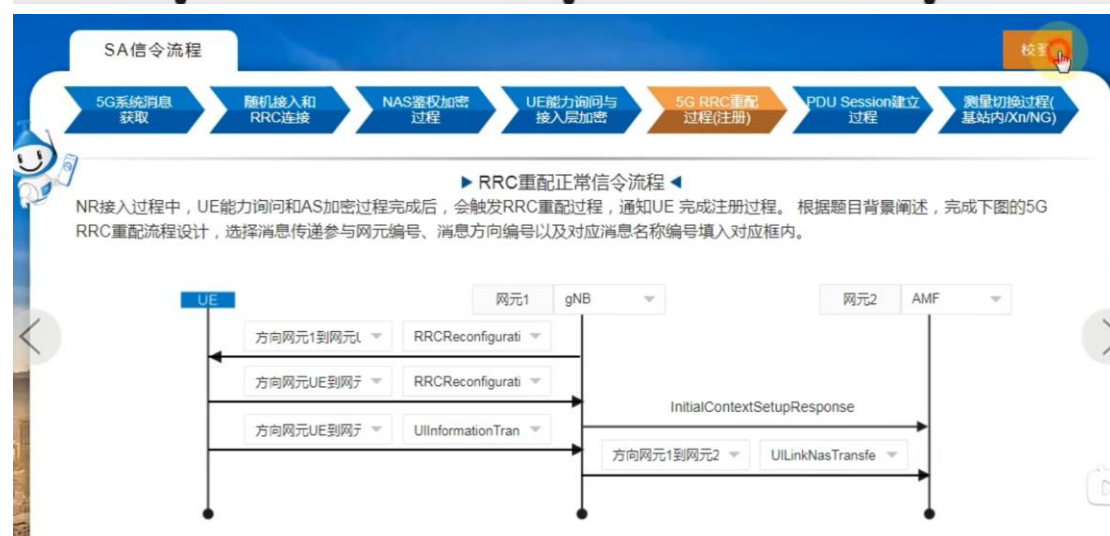 SA信令流程
校验
5G系统消息
获取
随机接入和
RRC连接
NAS鉴权加密
过程
UE能力询问与
接入层加密
5G RRC重配
过程(注册)
PDU Session建立
过程
测量切换过程(
基站内/Xn/NG)
▶ RRC重配正常信令流程 ◀
NR接入过程中，UE能力询问和AS加密过程完成后，会触发RRC重配过程，通知UE 完成注册过程。 根据题目背景阐述，完成下图的5G
RRC重配流程设计，选择消息传递参与网元编号、消息方向编号以及对应消息名称编号填入对应框内。
UE
网元1 gNB
网元2 AMF
方向网元1到网元U RRCReconfigurati
方向网元UE到网元 RRCReconfigurati
InitialContextSetupResponse
方向网元UE到网元 UlInformationTran
方向网元1到网元2 UlLinkNasTransfe